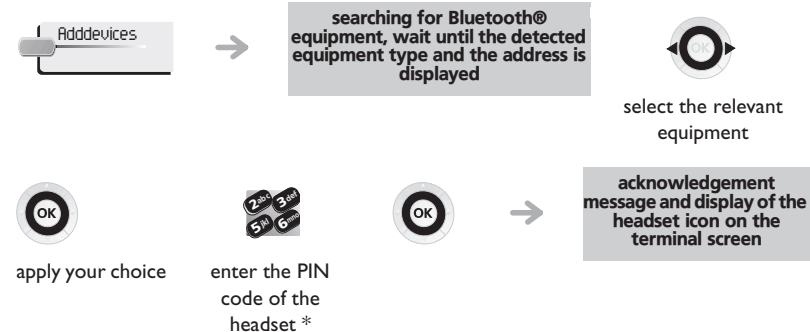 Adddevices
searching for Bluetooth®
equipment, wait until the detected
equipment type and the address is
displayed
OK
select the relevant
equipment
OK
apply your choice
2abc 3def
5jkl 6mno
enter the PIN
code of the
headset *
OK
acknowledgement
message and display of the
headset icon on the
terminal screen